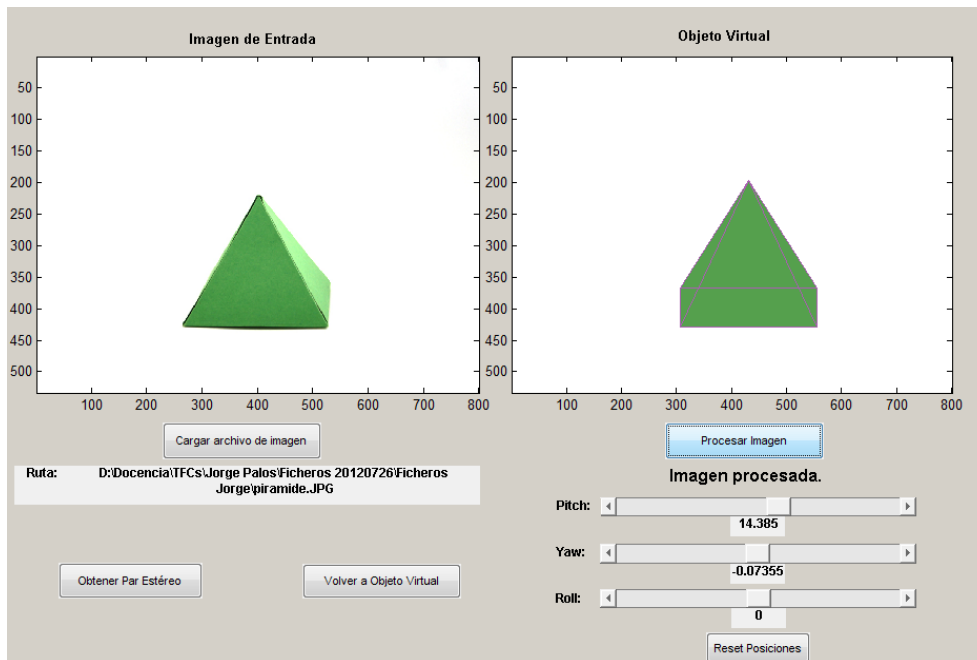 Imagen de Entrada
50
100
150
200
250
300
350
400
450
500
100 200 300 400 500 600 700 800
Cargar archivo de imagen
Ruta: D:\Docencia\TFCs\Jorge Palos\Ficheros 20120726\Ficheros
Jorge\piramide.JPG
Obtener Par Estéreo
Volver a Objeto Virtual
Objeto Virtual
50
100
150
200
250
300
350
400
450
500
100 200 300 400 500 600 700 800
Procesar Imagen
Imagen procesada.
Pitch:
14.385
Yaw:
-0.07355
Roll:
0
Reset Posiciones